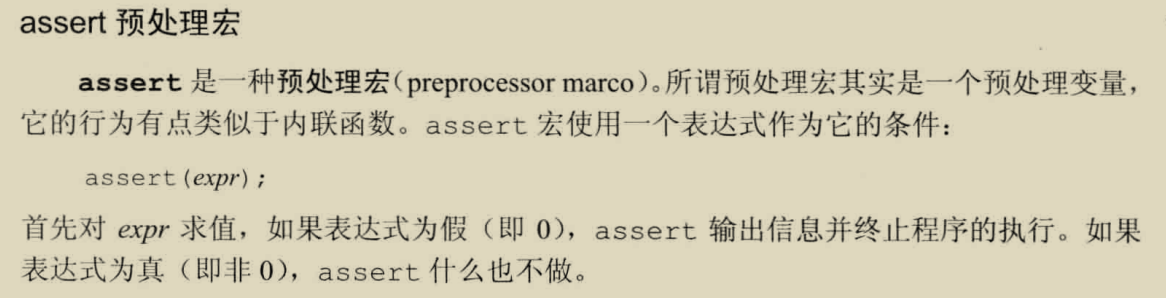 assert 预处理宏
assert 是一种预处理宏(preprocessor marco)。所谓预处理宏其实是一个预处理变量，
它的行为有点类似于内联函数。assert 宏使用一个表达式作为它的条件：
assert(expr);
首先对 expr 求值，如果表达式为假（即 0），assert 输出信息并终止程序的执行。如果
表达式为真（即非 0），assert 什么也不做。